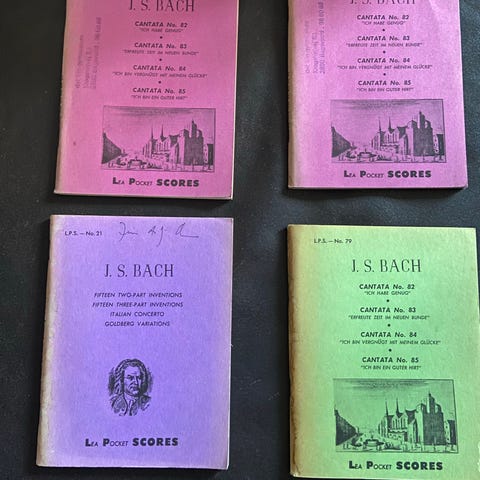 J. S. BACH
CANTATA No. 82
"ICH HABE GENUG"
CANTATA No. 83
"ERFREUTE ZEIT IM NEUEN BUNDE"
CANTATA No. 84
"ICH BIN VERGNÜGT MIT MEINEM GLÜCKE"
CANTATA No. 85
"ICH BIN EIN GUTER HIRT"
LEA POCKET SCORES
J. S. BACH
CANTATA No. 82
"ICH HABE GENUG"
CANTATA No. 83
"ERFREUTE ZEIT IM NEUEN BUNDE"
CANTATA No. 84
"ICH BIN VERGNÜGT MIT MEINEM GLÜCKE"
CANTATA No. 85
"ICH BIN EIN GUTER HIRT"
LEA POCKET SCORES
L.P.S. — No. 21
J. S. BACH
FIFTEEN TWO-PART INVENTIONS
FIFTEEN THREE-PART INVENTIONS
ITALIAN CONCERTO
GOLDBERG VARIATIONS
LEA POCKET SCORES
L.P.S. — No. 79
J. S. BACH
CANTATA No. 82
"ICH HABE GENUG"
CANTATA No. 83
"ERFREUTE ZEIT IM NEUEN BUNDE"
CANTATA No. 84
"ICH BIN VERGNÜGT MIT MEINEM GLÜCKE"
CANTATA No. 85
"ICH BIN EIN GUTER HIRT"
LEA POCKET SCORES